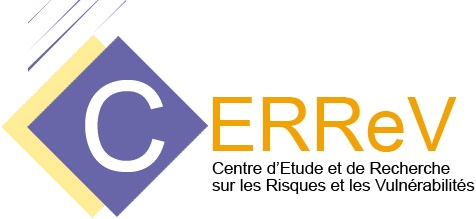 CERReV
Centre d'Etude et de Recherche
sur les Risques et les Vulnérabilités